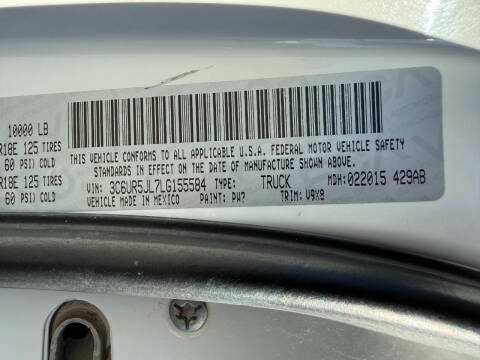 10000 LB
R18E 125 TIRES
60 PSI) COLD
R18E 125 TIRES
60 PSI) COLD
THIS VEHICLE CONFORMS TO ALL APPLICABLE U.S.A. FEDERAL MOTOR VEHICLE SAFETY
STANDARDS IN EFFECT ON THE DATE OF MANUFACTURE SHOWN ABOVE.
VIN: 3C6UR5JL7LG155584 TYPE: TRUCK MDH: 022015 429AB
VEHICLE MADE IN MEXICO PAINT: PW7 TRIM: V9X8